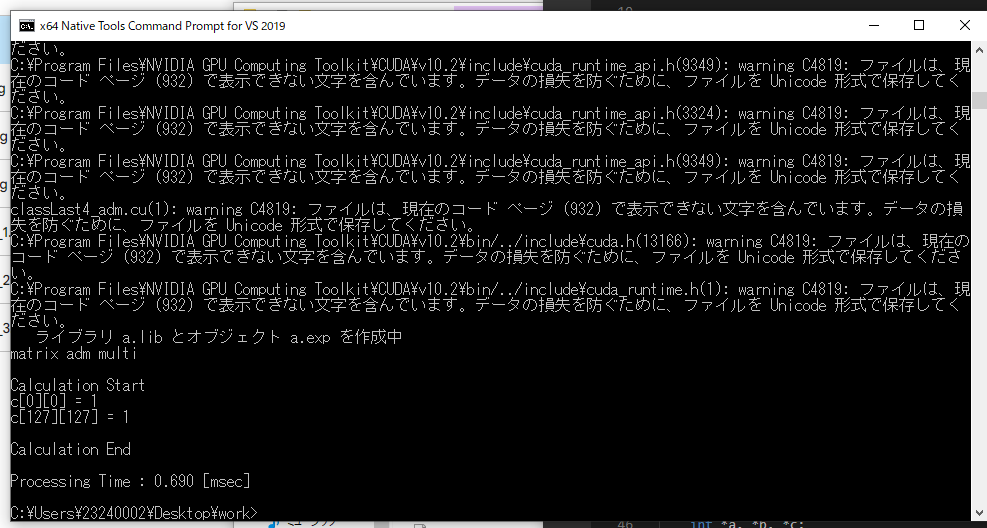 x64 Native Tools Command Prompt for VS 2019
ださい。
C:¥Program Files¥NVIDIA GPU Computing Toolkit¥CUDA¥v10.2¥include¥cuda_runtime_api.h(9349): warning C4819: ファイルは、現
在のコード ページ (932) で表示できない文字を含んでいます。データの損失を防ぐために、ファイルを Unicode 形式で保存してく
ださい。
C:¥Program Files¥NVIDIA GPU Computing Toolkit¥CUDA¥v10.2¥include¥cuda_runtime_api.h(3324): warning C4819: ファイルは、現
在のコード ページ (932) で表示できない文字を含んでいます。データの損失を防ぐために、ファイルを Unicode 形式で保存してく
ださい。
C:¥Program Files¥NVIDIA GPU Computing Toolkit¥CUDA¥v10.2¥include¥cuda_runtime_api.h(9349): warning C4819: ファイルは、現
在のコード ページ (932) で表示できない文字を含んでいます。データの損失を防ぐために、ファイルを Unicode 形式で保存してく
ださい。
classLast4_adm.cu(1): warning C4819: ファイルは、現在のコード ページ (932) で表示できない文字を含んでいます。データの損
失を防ぐために、ファイルを Unicode 形式で保存してください。
C:¥Program Files¥NVIDIA GPU Computing Toolkit¥CUDA¥v10.2¥bin/../include¥cuda.h(13166): warning C4819: ファイルは、現在の
コード ページ (932) で表示できない文字を含んでいます。データの損失を防ぐために、ファイルを Unicode 形式で保存してくださ
い。
C:¥Program Files¥NVIDIA GPU Computing Toolkit¥CUDA¥v10.2¥bin/../include¥cuda_runtime.h(1): warning C4819: ファイルは、現
在のコード ページ (932) で表示できない文字を含んでいます。データの損失を防ぐために、ファイルを Unicode 形式で保存してく
ださい。
ライブラリ a.lib とオブジェクト a.exp を作成中
matrix adm multi
Calculation Start
c[0][0] = 1
c[127][127] = 1
Calculation End
Processing Time : 0.690 [msec]
C:¥Users¥23240002¥Desktop¥work>